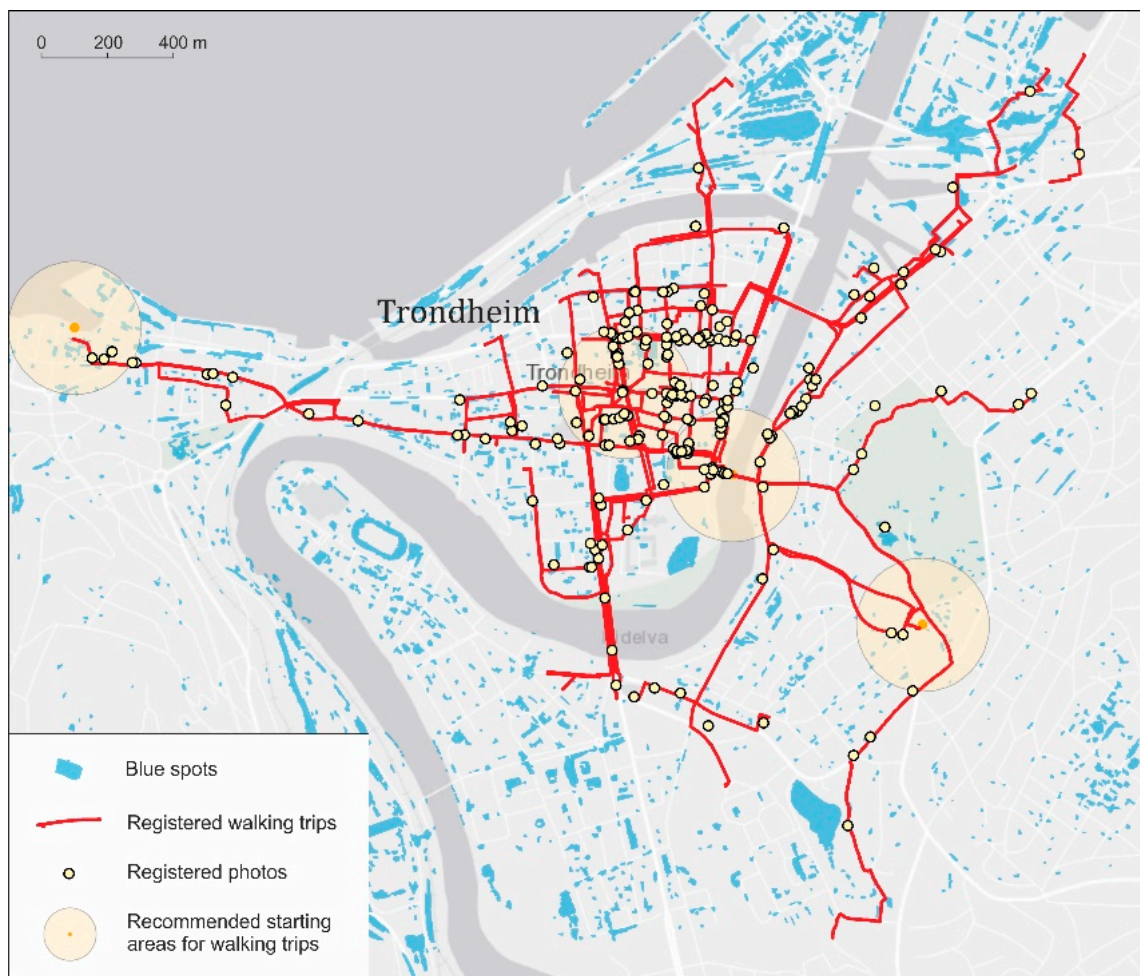 0 200 400 m
Trondheim
Trondheim
delva
Blue spots
Registered walking trips
Registered photos
Recommended starting
areas for walking trips